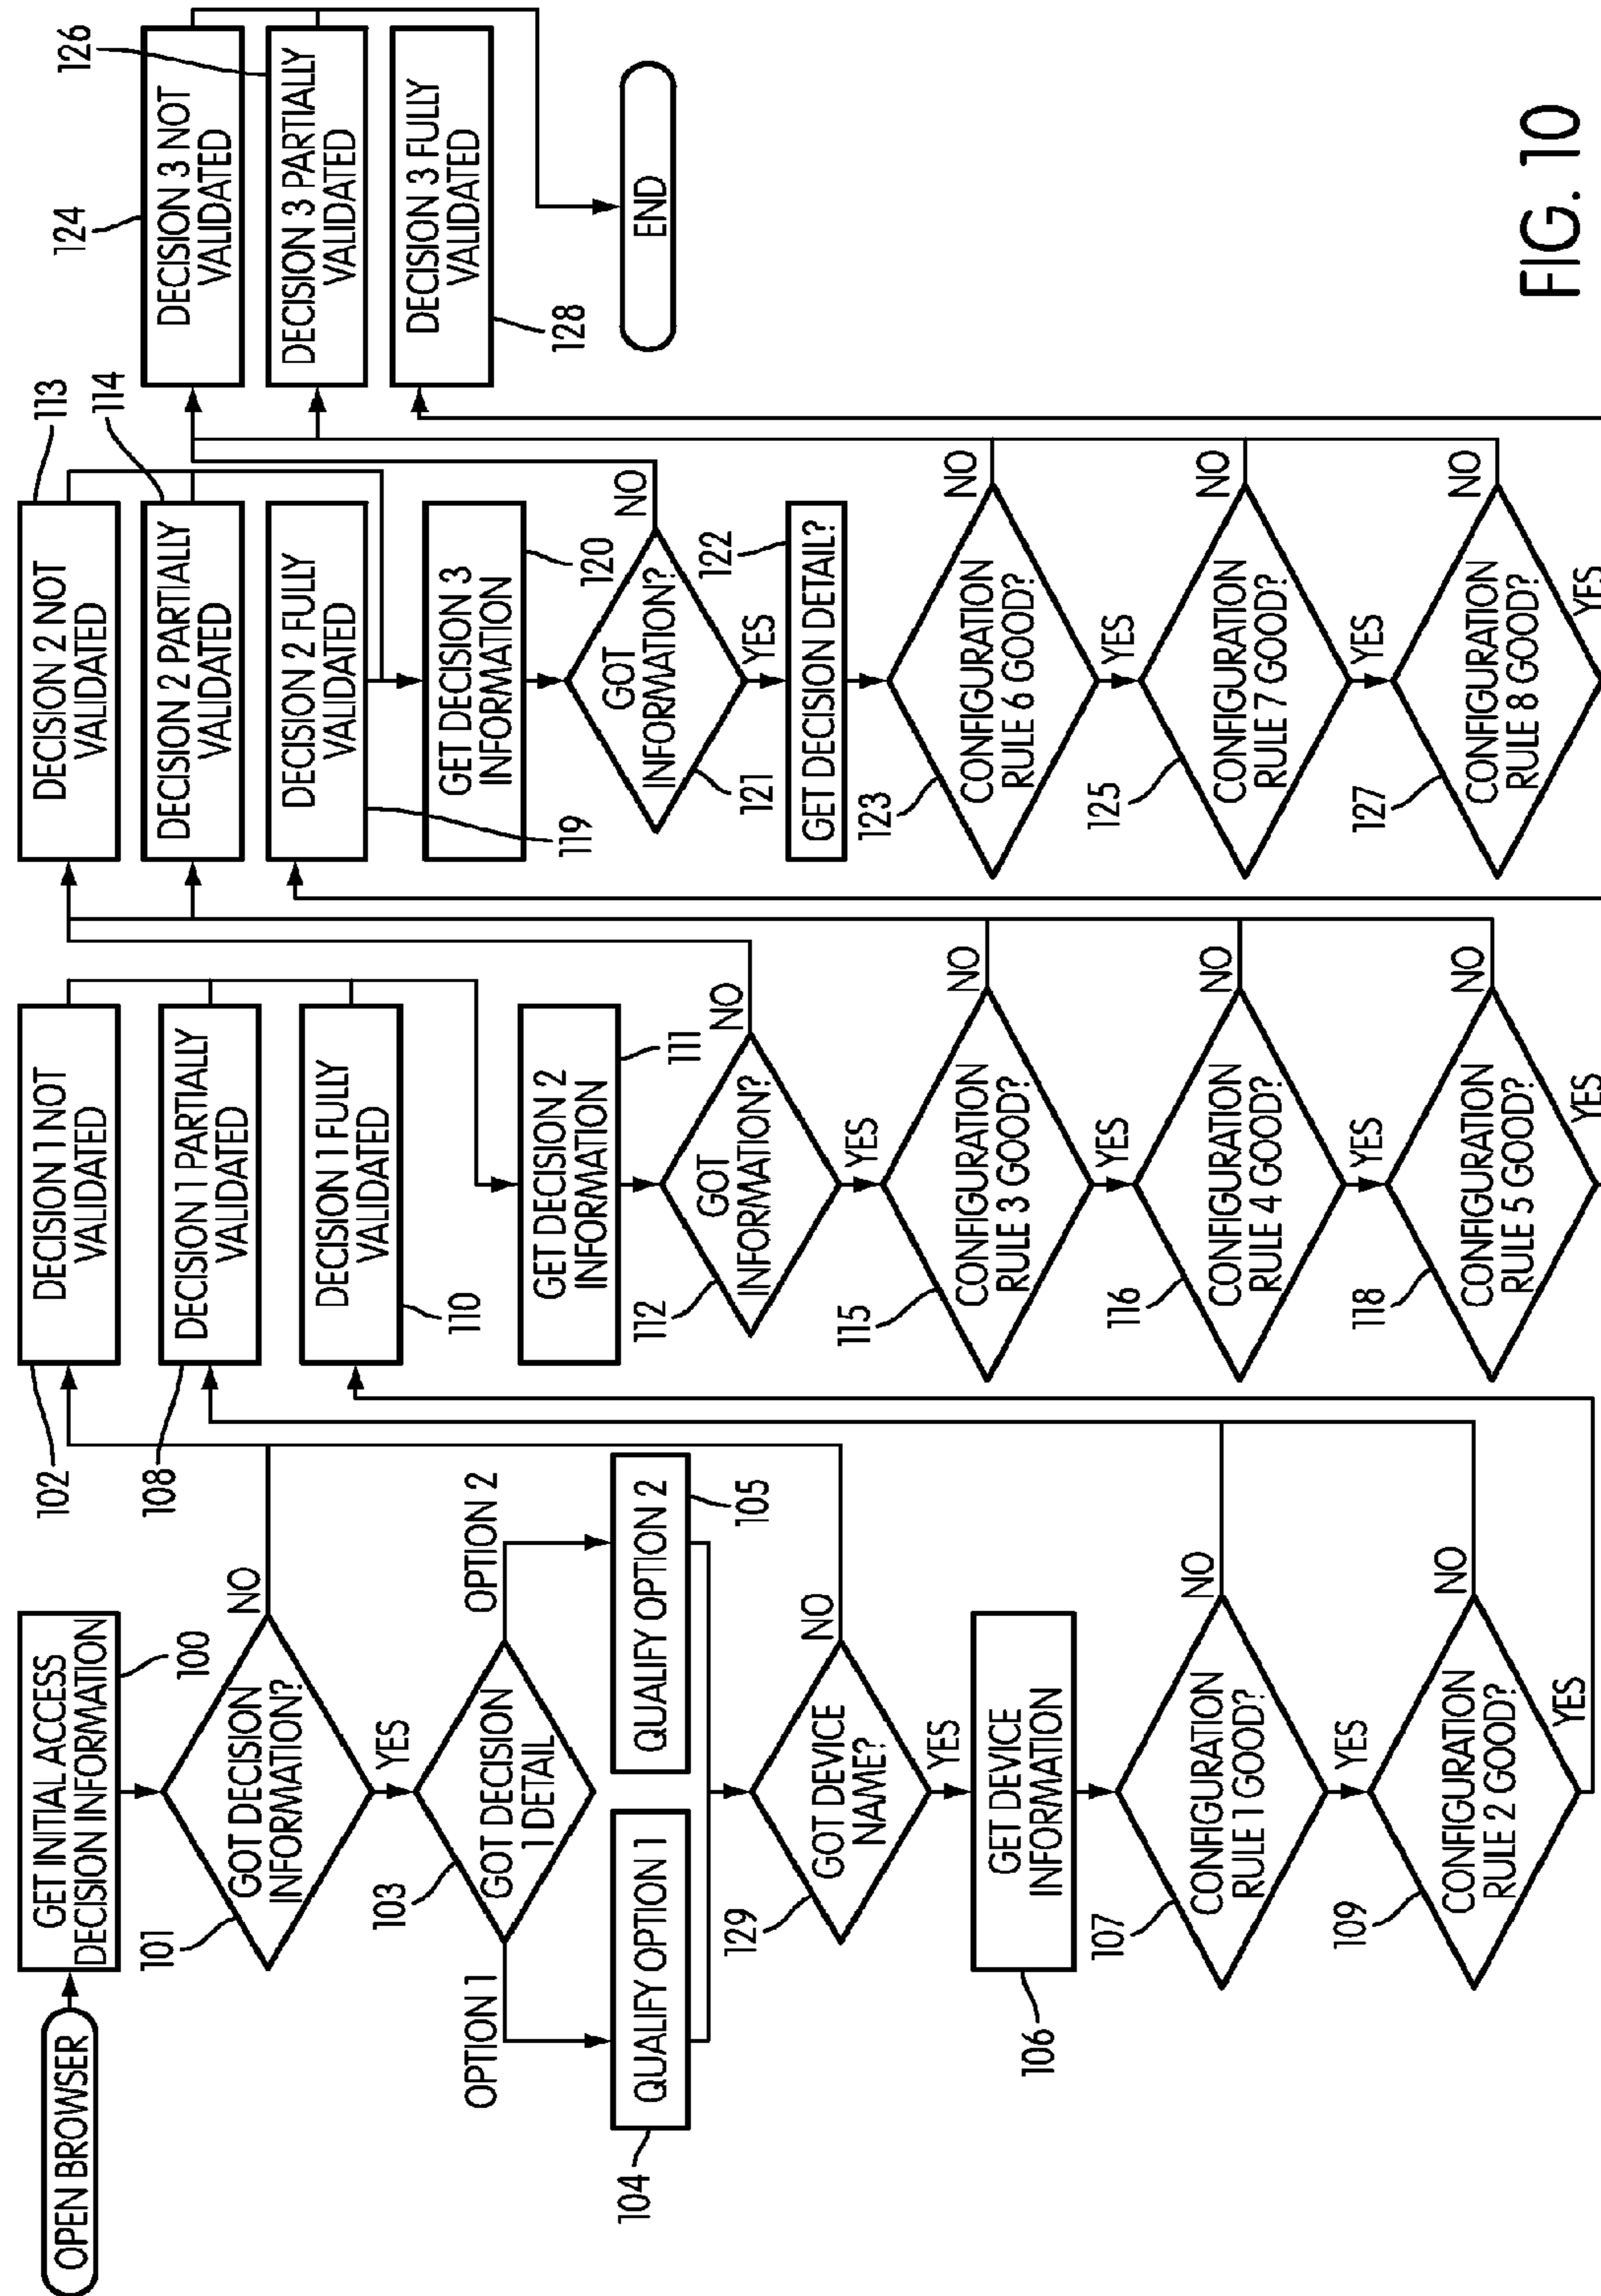 OPEN BROWSER
GET INITIAL ACCESS
DECISION INFORMATION
100
GOT DECISION
INFORMATION?
101
NO
YES
GOT DECISION
1 DETAIL
103
OPTION 1
OPTION 2
QUALIFY OPTION 1
104
QUALIFY OPTION 2
105
GOT DEVICE
NAME?
129
NO
YES
GET DEVICE
INFORMATION
106
CONFIGURATION
RULE 1 GOOD?
107
NO
YES
CONFIGURATION
RULE 2 GOOD?
109
NO
YES
DECISION 1 NOT
VALIDATED
102
DECISION 1 PARTIALLY
VALIDATED
108
DECISION 1 FULLY
VALIDATED
110
GET DECISION 2
INFORMATION
111
GOT
INFORMATION?
112
NO
YES
CONFIGURATION
RULE 3 GOOD?
115
NO
YES
CONFIGURATION
RULE 4 GOOD?
116
NO
YES
CONFIGURATION
RULE 5 GOOD?
118
NO
YES
DECISION 2 NOT
VALIDATED
113
DECISION 2 PARTIALLY
VALIDATED
114
DECISION 2 FULLY
VALIDATED
119
GET DECISION 3
INFORMATION
120
GOT
INFORMATION?
121
NO
YES
GET DECISION DETAIL?
122
CONFIGURATION
RULE 6 GOOD?
123
NO
YES
CONFIGURATION
RULE 7 GOOD?
125
NO
YES
CONFIGURATION
RULE 8 GOOD?
127
NO
YES
DECISION 3 NOT
VALIDATED
124
DECISION 3 PARTIALLY
VALIDATED
126
DECISION 3 FULLY
VALIDATED
128
END
FIG. 10